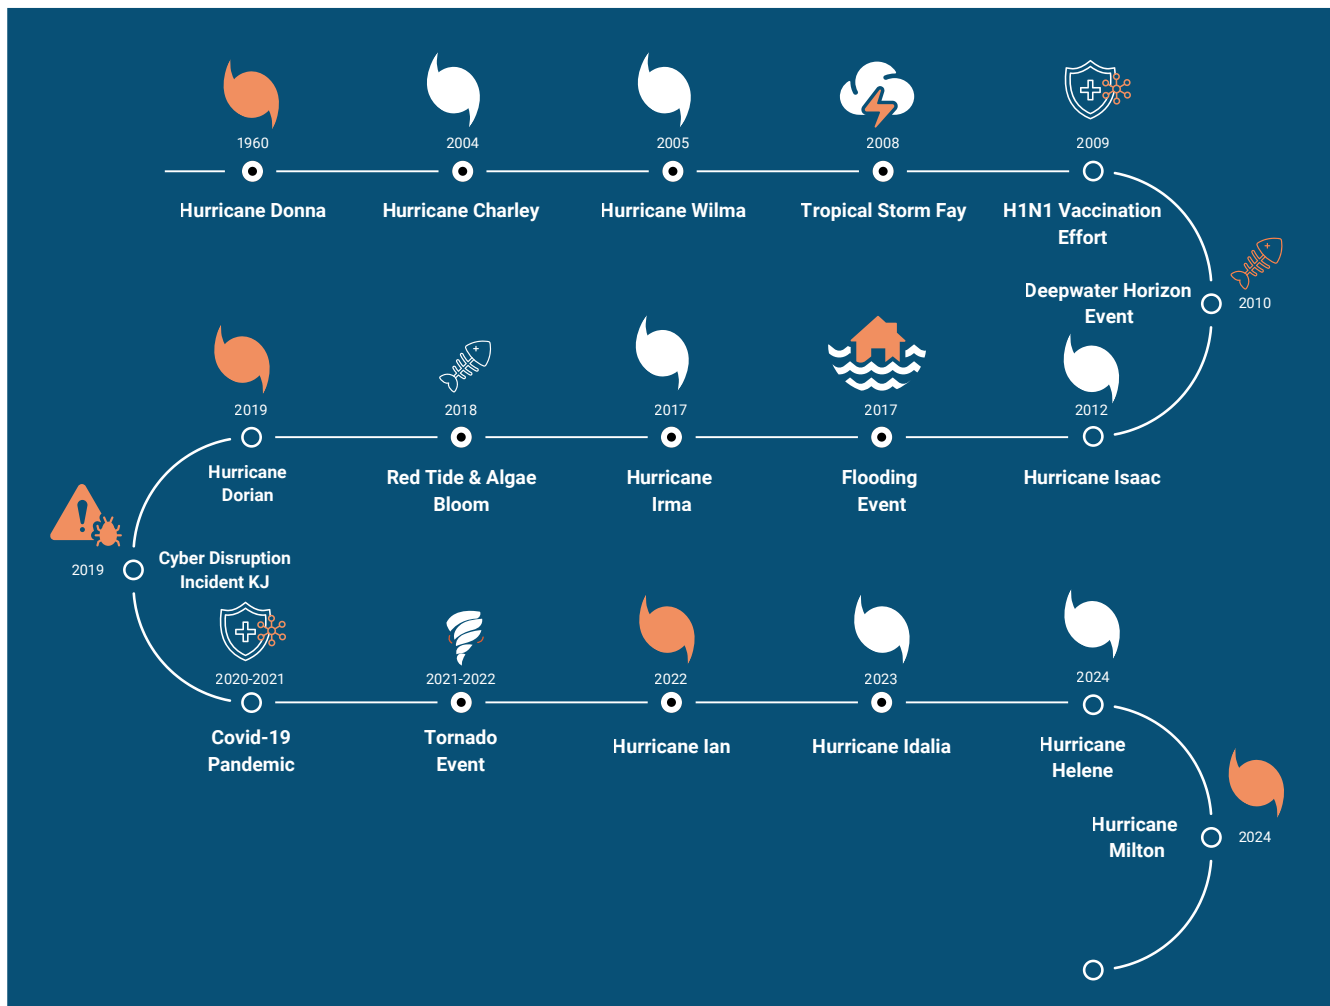 1960
Hurricane Donna
2004
Hurricane Charley
2005
Hurricane Wilma
2008
Tropical Storm Fay
2009
H1N1 Vaccination
Effort
2010
Deepwater Horizon
Event
2012
Hurricane Isaac
2017
Flooding
Event
2017
Hurricane
Irma
2018
Red Tide & Algae
Bloom
2019
Hurricane
Dorian
2019
Cyber Disruption
Incident KJ
2020-2021
Covid-19
Pandemic
2021-2022
Tornado
Event
2022
Hurricane Ian
2023
Hurricane Idalia
2024
Hurricane
Helene
2024
Hurricane
Milton